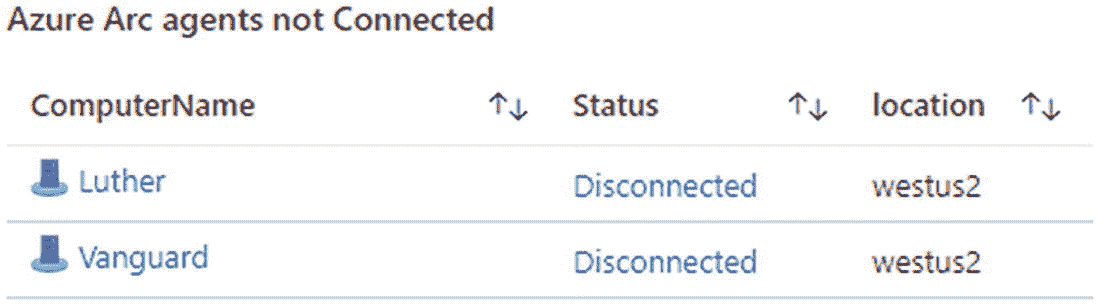 Azure Arc agents not Connected
ComputerName ↑↓ Status ↑↓ location ↑↓
Luther Disconnected westus2
Vanguard Disconnected westus2